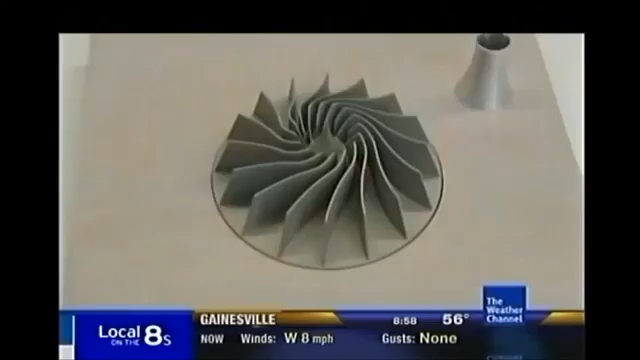 The
Weather
Channel
GAINESVILLE 8:58 56°
Local
ON THE 8s
NOW Winds: W 8 mph Gusts: None